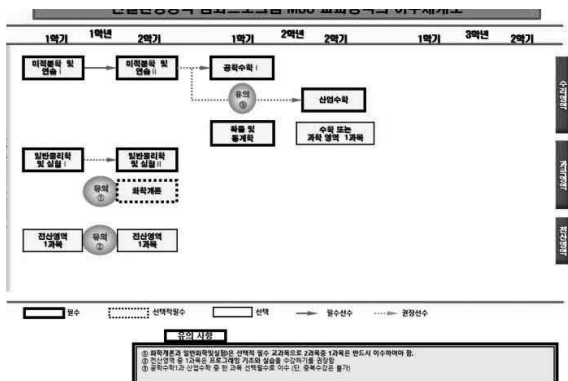 1학년 2학년 3학년
1학기 2학기 1학기 2학기 1학기 2학기
미적분학 및
연습 I
미적분학 및
연습 II
공학수학 I
유의
③
산업수학
확률 및
통계학
수학 또는
과학 영역 1과목
일반물리학
및 실험 I
일반물리학
및 실험 II
유의
①
화학개론
전산영역
1과목
유의
②
전산영역
1과목
필수 선택적필수 선택 필수선수 권장선수
유의 사항
① 화학개론과 일반화학및실험I은 선택적 필수 교과목으로 2과목중 1과목은 반드시 이수하여야 함.
② 전산영역 중 1과목은 프로그래밍 기초와 실습을 수강하기를 권장함
③ 공학수학1과 산업수학 중 한 과목 선택필수로 이수 (단, 중복수강은 불가)